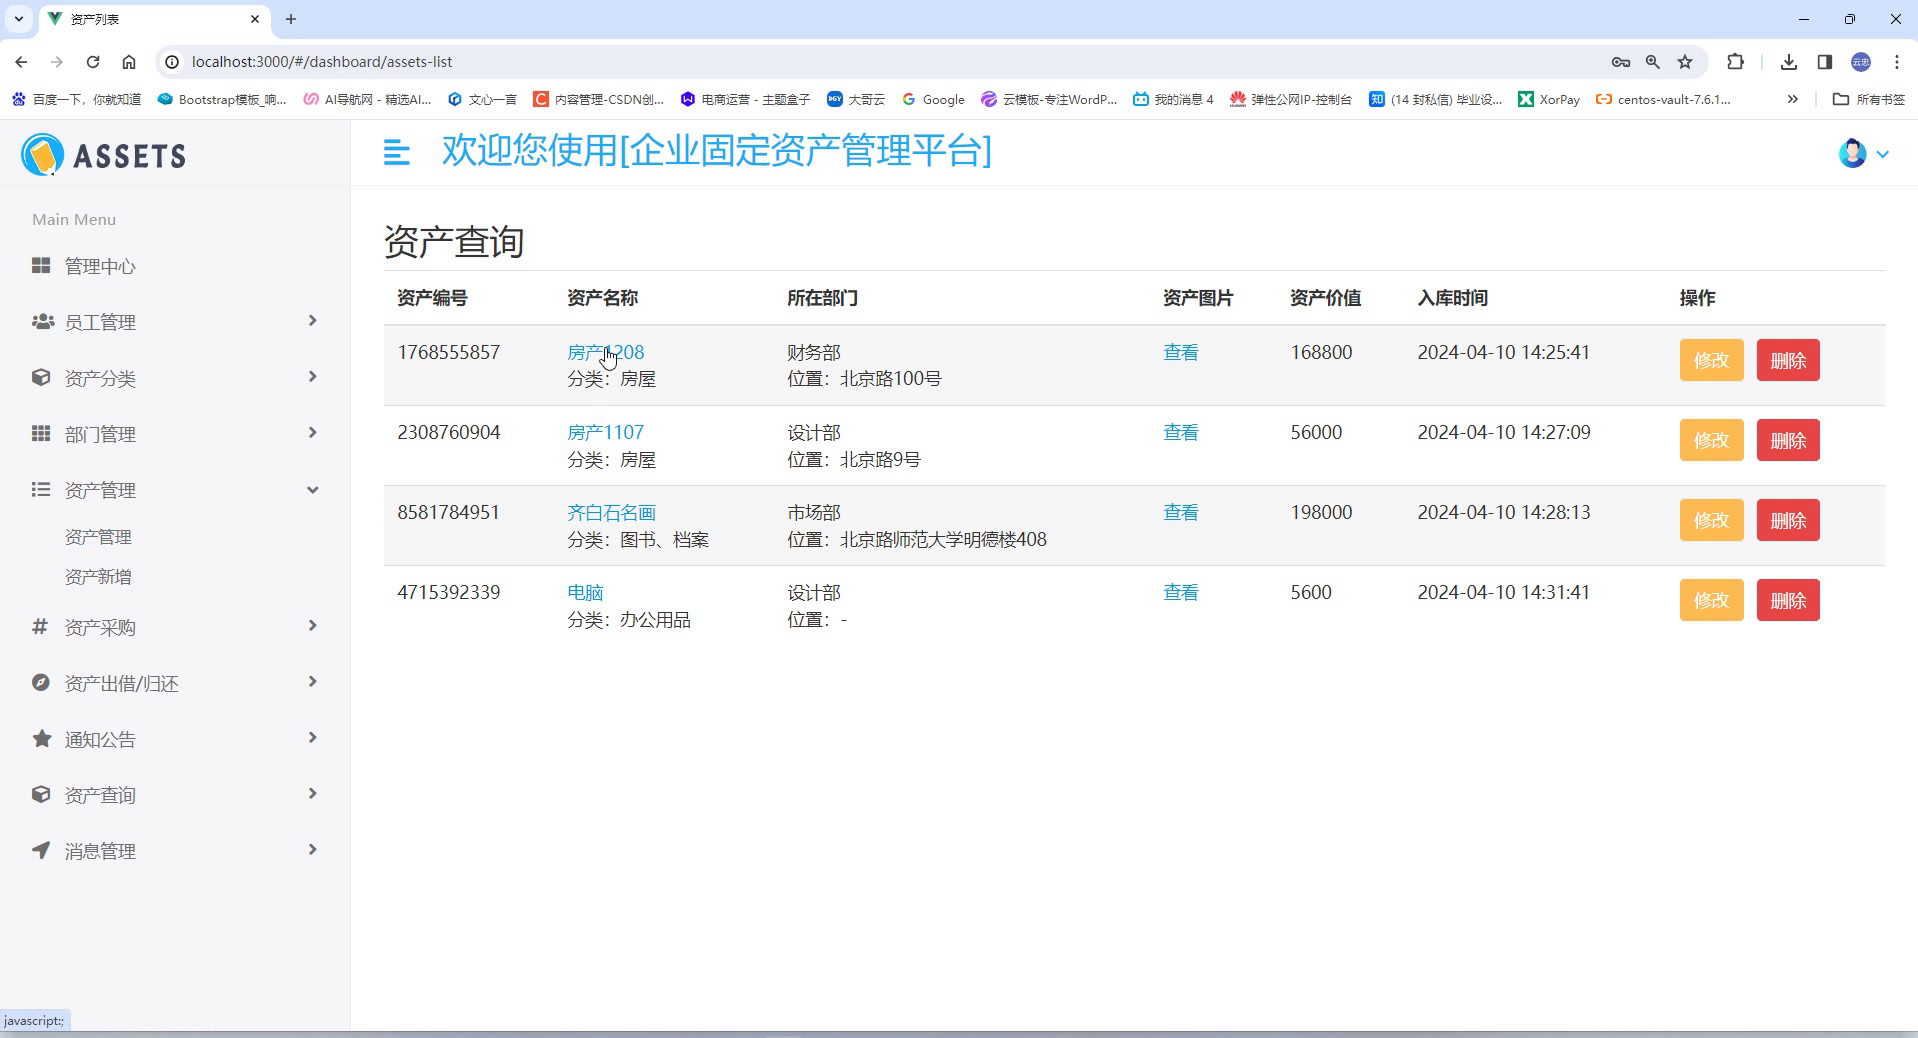 资产列表
localhost:3000/#/dashboard/assets-list
百度一下，你就知道
Bootstrap模板_响...
AI导航网 - 精选AI...
文心一言
内容管理-CSDN创...
电商运营 - 主题盒子
大哥云
Google
云模板-专注WordP...
我的消息 4
弹性公网IP-控制台
(14 封私信) 毕业设...
XorPay
centos-vault-7.6.1...
所有书签
ASSETS
欢迎您使用[企业固定资产管理平台]
Main Menu
管理中心
员工管理
资产分类
部门管理
资产管理
资产管理
资产新增
资产采购
资产出借/归还
通知公告
资产查询
消息管理
资产查询
资产编号 资产名称 所在部门 资产图片 资产价值 入库时间 操作
1768555857 房产1208 财务部 查看 168800 2024-04-10 14:25:41 修改 删除
分类：房屋 位置：北京路100号
2308760904 房产1107 设计部 查看 56000 2024-04-10 14:27:09 修改 删除
分类：房屋 位置：北京路9号
8581784951 齐白石名画 市场部 查看 198000 2024-04-10 14:28:13 修改 删除
分类：图书、档案 位置：北京路师范大学明德楼408
4715392339 电脑 设计部 查看 5600 2024-04-10 14:31:41 修改 删除
分类：办公用品 位置：-
javascript:;